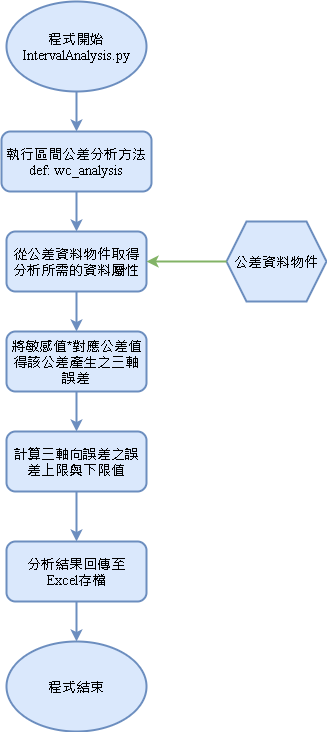 程式開始
IntervalAnalysis.py
執行區間公差分析方法
def: wc_analysis
從公差資料物件取得
分析所需的資料屬性
公差資料物件
將敏感值*對應公差值
得該公差產生之三軸
誤差
計算三軸向誤差之誤
差上限與下限值
分析結果回傳至
Excel存檔
程式結束